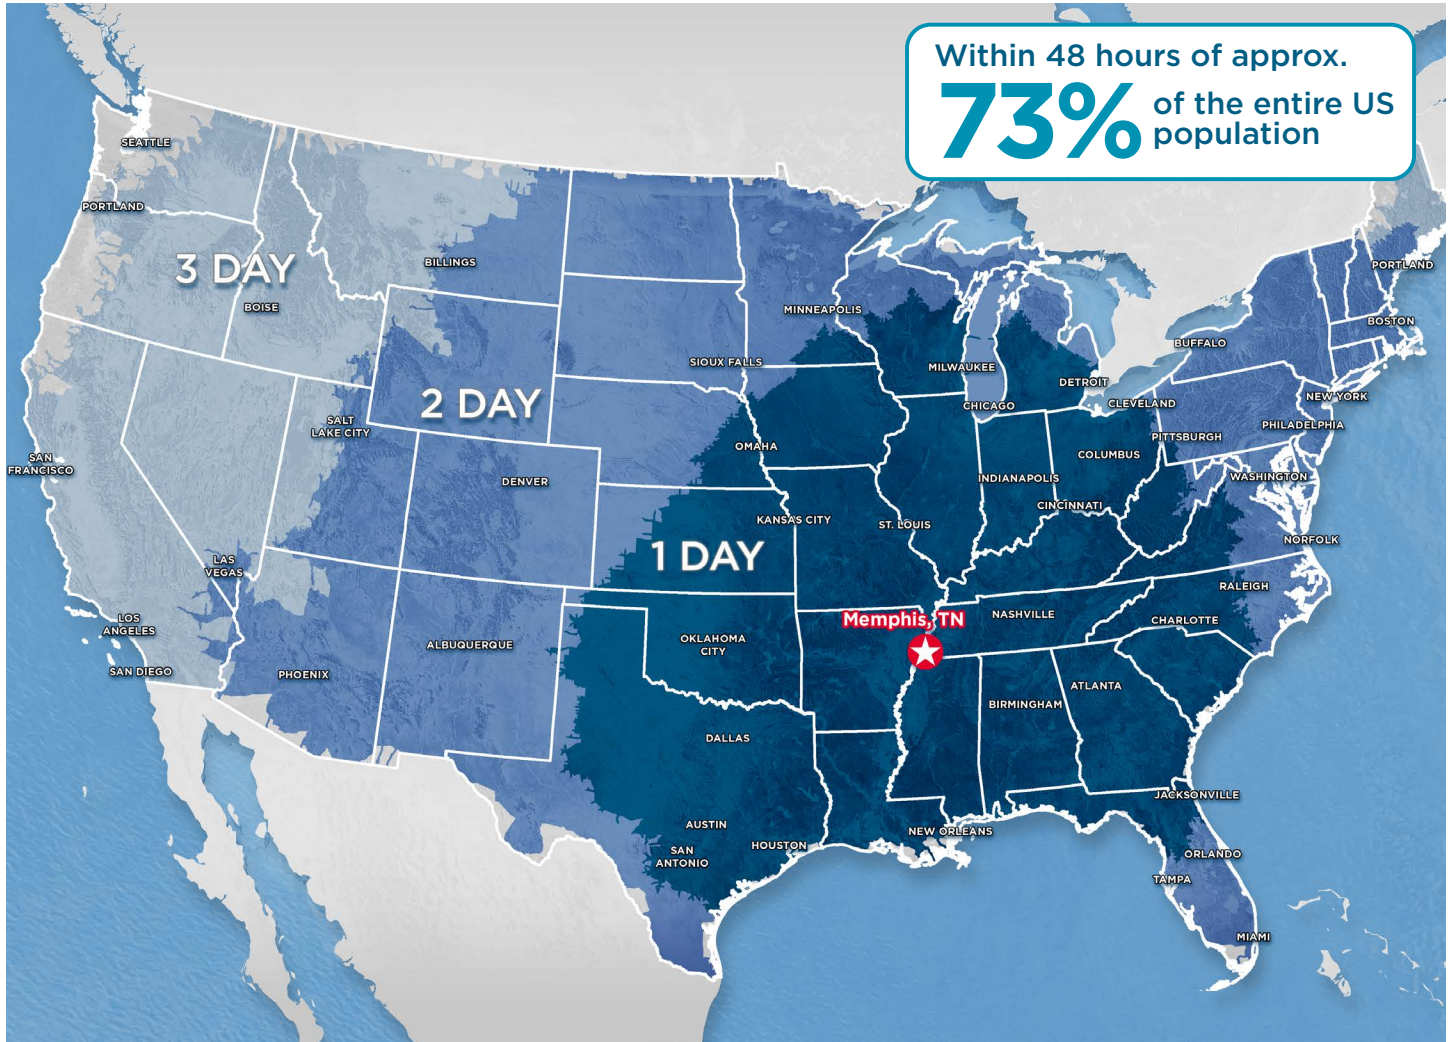 Within 48 hours of approx.
73%
of the entire US
population
SEATTLE
PORTLAND
3 DAY
BOISE
BILLINGS
MINNEAPOLIS
PORTLAND
BOSTON
BUFFALO
SIOUX FALLS
MILWAUKEE
DETROIT
CHICAGO
CLEVELAND
NEW YORK
2 DAY
SALT
LAKE CITY
PHILADELPHIA
PITTSBURGH
OMAHA
COLUMBUS
SAN
FRANCISCO
DENVER
INDIANAPOLIS
WASHINGTON
CINCINNATI
KANSAS CITY
ST. LOUIS
NORFOLK
1 DAY
LAS
VEGAS
RALEIGH
LOS
ANGELES
Memphis, TN
NASHVILLE
CHARLOTTE
ALBUQUERQUE
OKLAHOMA
CITY
SAN DIEGO
PHOENIX
ATLANTA
BIRMINGHAM
DALLAS
JACKSONVILLE
AUSTIN
NEW ORLEANS
HOUSTON
SAN
ANTONIO
ORLANDO
TAMPA
MIAMI